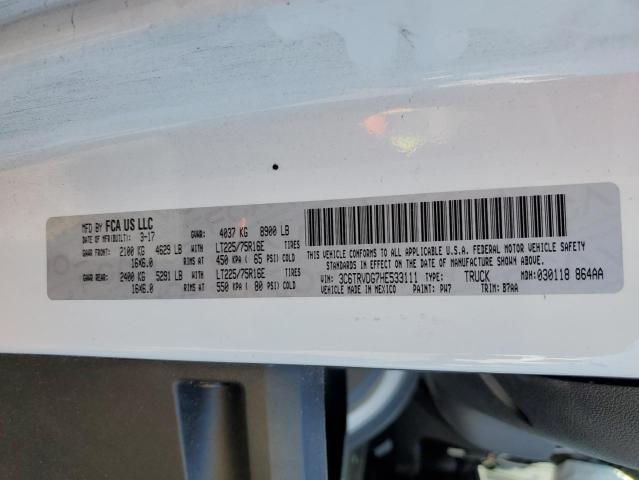 MFD BY FCA US LLC
DATE OF MFR(BUILT): 3-17 GVWR: 4037 KG 8900 LB
GAWR FRONT: 2100 KG 4629 LB WITH LT225/75R16E TIRES
16X6.0 RIMS AT 450 KPA ( 65 PSI) COLD
GAWR REAR: 2400 KG 5291 LB WITH LT225/75R16E TIRES
16X6.0 RIMS AT 550 KPA ( 80 PSI) COLD
THIS VEHICLE CONFORMS TO ALL APPLICABLE U.S.A. FEDERAL MOTOR VEHICLE SAFETY
STANDARDS IN EFFECT ON THE DATE OF MANUFACTURE SHOWN ABOVE.
VIN: 3C6TRVDG7HE533111 TYPE: TRUCK MDH: 030118 864AA
VEHICLE MADE IN MEXICO PAINT: PW7 TRIM: B7AA